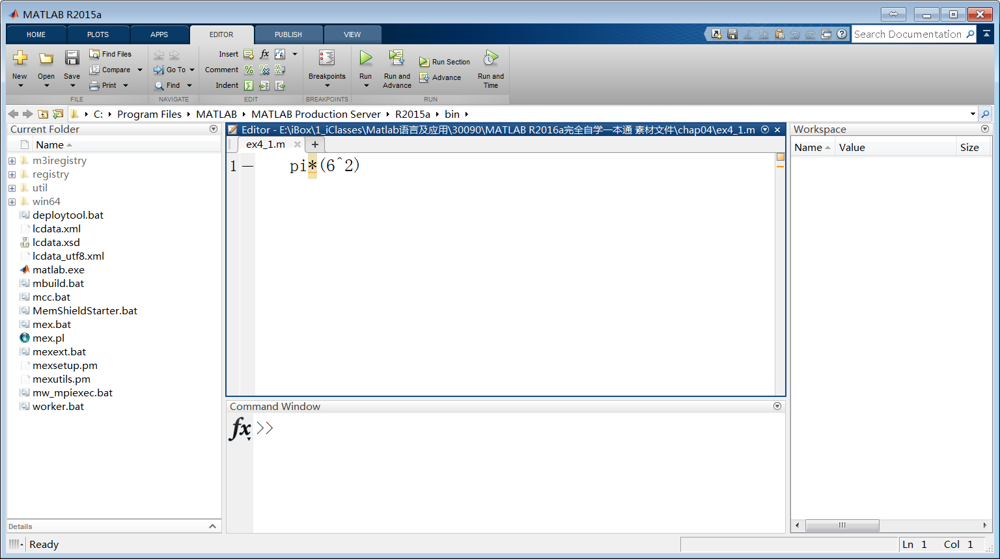 MATLAB R2015a
HOME PLOTS APPS EDITOR PUBLISH VIEW
Search Documentation
New
Open
Save
Find Files
Compare
Print
FILE
Go To
Find
NAVIGATE
Insert
Comment
Indent
EDIT
Breakpoints
BREAKPOINTS
Run
Run and
Advance
Run Section
Advance
Run and
Time
RUN
C: Program Files MATLAB MATLAB Production Server R2015a bin
Current Folder
Name
m3iregistry
registry
util
win64
deploytool.bat
lcdata.xml
lcdata.xsd
lcdata_utf8.xml
matlab.exe
mbuild.bat
mcc.bat
MemShieldStarter.bat
mex.bat
mex.pl
mexext.bat
mexsetup.pm
mexutils.pm
mw_mpiexec.bat
worker.bat
Details
Editor - E:\iBox\1_iClasses\Matlab语言及应用\30090\MATLAB R2016a完全自学一本通 素材文件\chap04\ex4_1.m
ex4_1.m
1 pi*(6^2)
Command Window
fx >>
Workspace
Name Value Size
Ready
Ln 1 Col 1